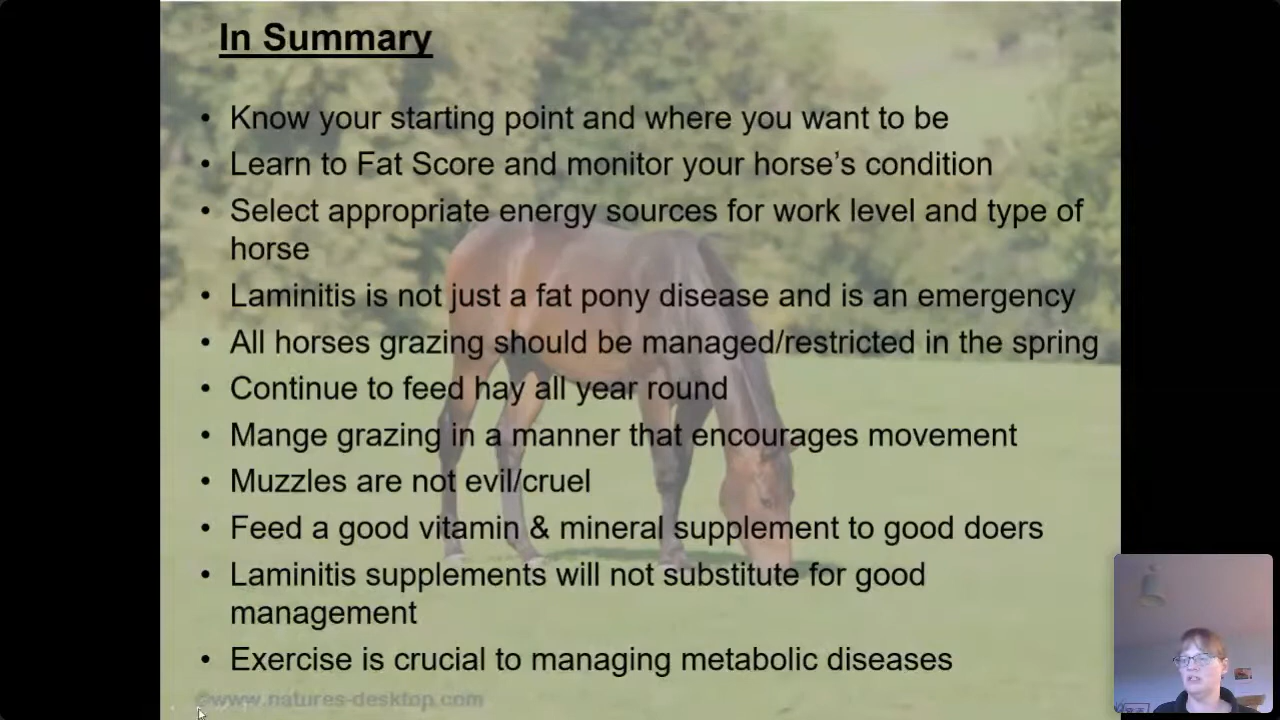 In Summary
• Know your starting point and where you want to be
• Learn to Fat Score and monitor your horse's condition
• Select appropriate energy sources for work level and type of
horse
• Laminitis is not just a fat pony disease and is an emergency
• All horses grazing should be managed/restricted in the spring
• Continue to feed hay all year round
• Mange grazing in a manner that encourages movement
• Muzzles are not evil/cruel
• Feed a good vitamin & mineral supplement to good doers
• Laminitis supplements will not substitute for good
management
• Exercise is crucial to managing metabolic diseases
©www.natures-desktop.com